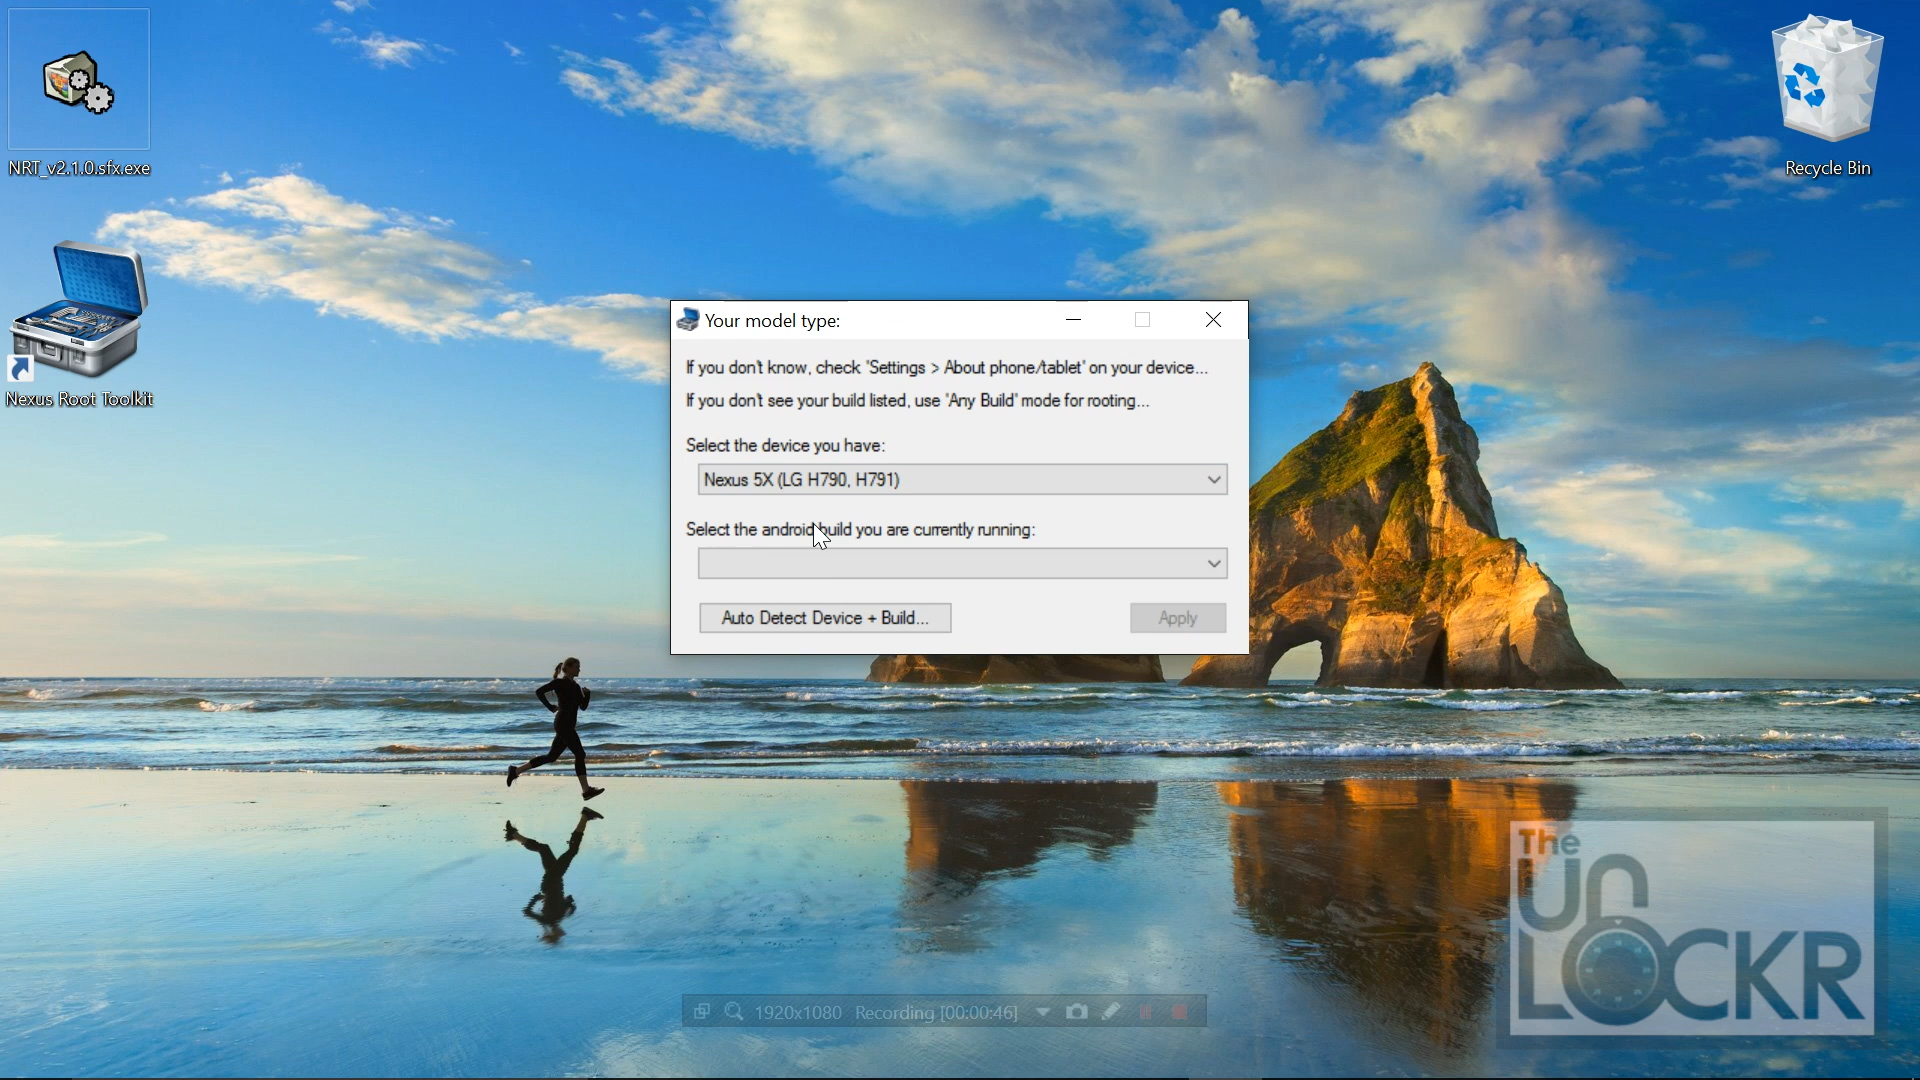 NRT_v2.1.0.sfx.exe
Recycle Bin
Nexus Root Toolkit
Your model type:
If you don't know, check 'Settings > About phone/tablet' on your device...
If you don't see your build listed, use 'Any Build' mode for rooting...
Select the device you have:
Nexus 5X (LG H790, H791)
Select the android build you are currently running:
Auto Detect Device + Build...
Apply
The
UN
LOCKR
1920x1080 Recording [00:00:46]